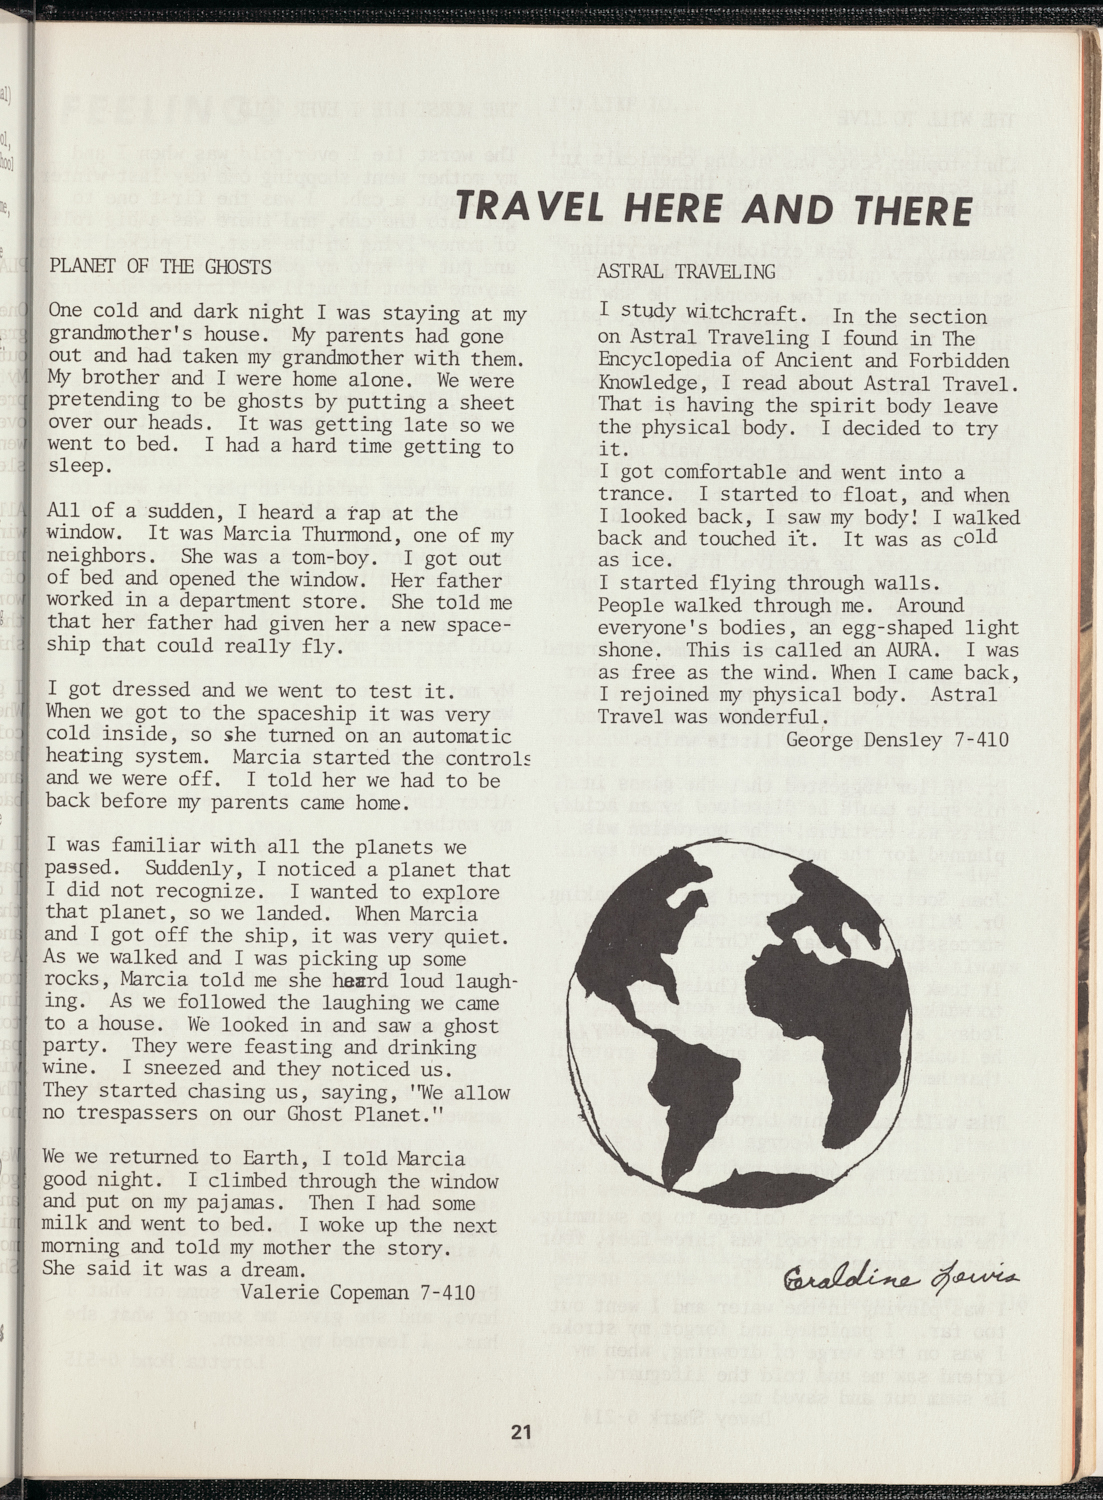 TRAVEL HERE AND THERE
PLANET OF THE GHOSTS
One cold and dark night I was staying at my
grandmother's house.  My parents had gone
out and had taken my grandmother with them.
My brother and I were home alone.  We were
pretending to be ghosts by putting a sheet
over our heads.  It was getting late so we
went to bed.  I had a hard time getting to
sleep.
All of a sudden, I heard a rap at the
window.  It was Marcia Thurmond, one of my
neighbors.  She was a tom-boy.  I got out
of bed and opened the window.  Her father
worked in a department store.  She told me
that her father had given her a new space-
ship that could really fly.
I got dressed and we went to test it.
When we got to the spaceship it was very
cold inside, so she turned on an automatic
heating system.  Marcia started the controls
and we were off.  I told her we had to be
back before my parents came home.
I was familiar with all the planets we
passed.  Suddenly, I noticed a planet that
I did not recognize.  I wanted to explore
that planet, so we landed.  When Marcia
and I got off the ship, it was very quiet.
As we walked and I was picking up some
rocks, Marcia told me she heard loud laugh-
ing.  As we followed the laughing we came
to a house.  We looked in and saw a ghost
party.  They were feasting and drinking
wine.  I sneezed and they noticed us.
They started chasing us, saying, "We allow
no trespassers on our Ghost Planet."
We we returned to Earth, I told Marcia
good night.  I climbed through the window
and put on my pajamas.  Then I had some
milk and went to bed.  I woke up the next
morning and told my mother the story.
She said it was a dream.
Valerie Copeman 7-410
ASTRAL TRAVELING
I study witchcraft.  In the section
on Astral Traveling I found in The
Encyclopedia of Ancient and Forbidden
Knowledge, I read about Astral Travel.
That is having the spirit body leave
the physical body.  I decided to try
it.
I got comfortable and went into a
trance.  I started to float, and when
I looked back, I saw my body! I walked
back and touched it.  It was as cold
as ice.
I started flying through walls.
People walked through me.  Around
everyone's bodies, an egg-shaped light
shone.  This is called an AURA.  I was
as free as the wind. When I came back,
I rejoined my physical body.  Astral
Travel was wonderful.
George Densley 7-410
Geraldine Lewis
21